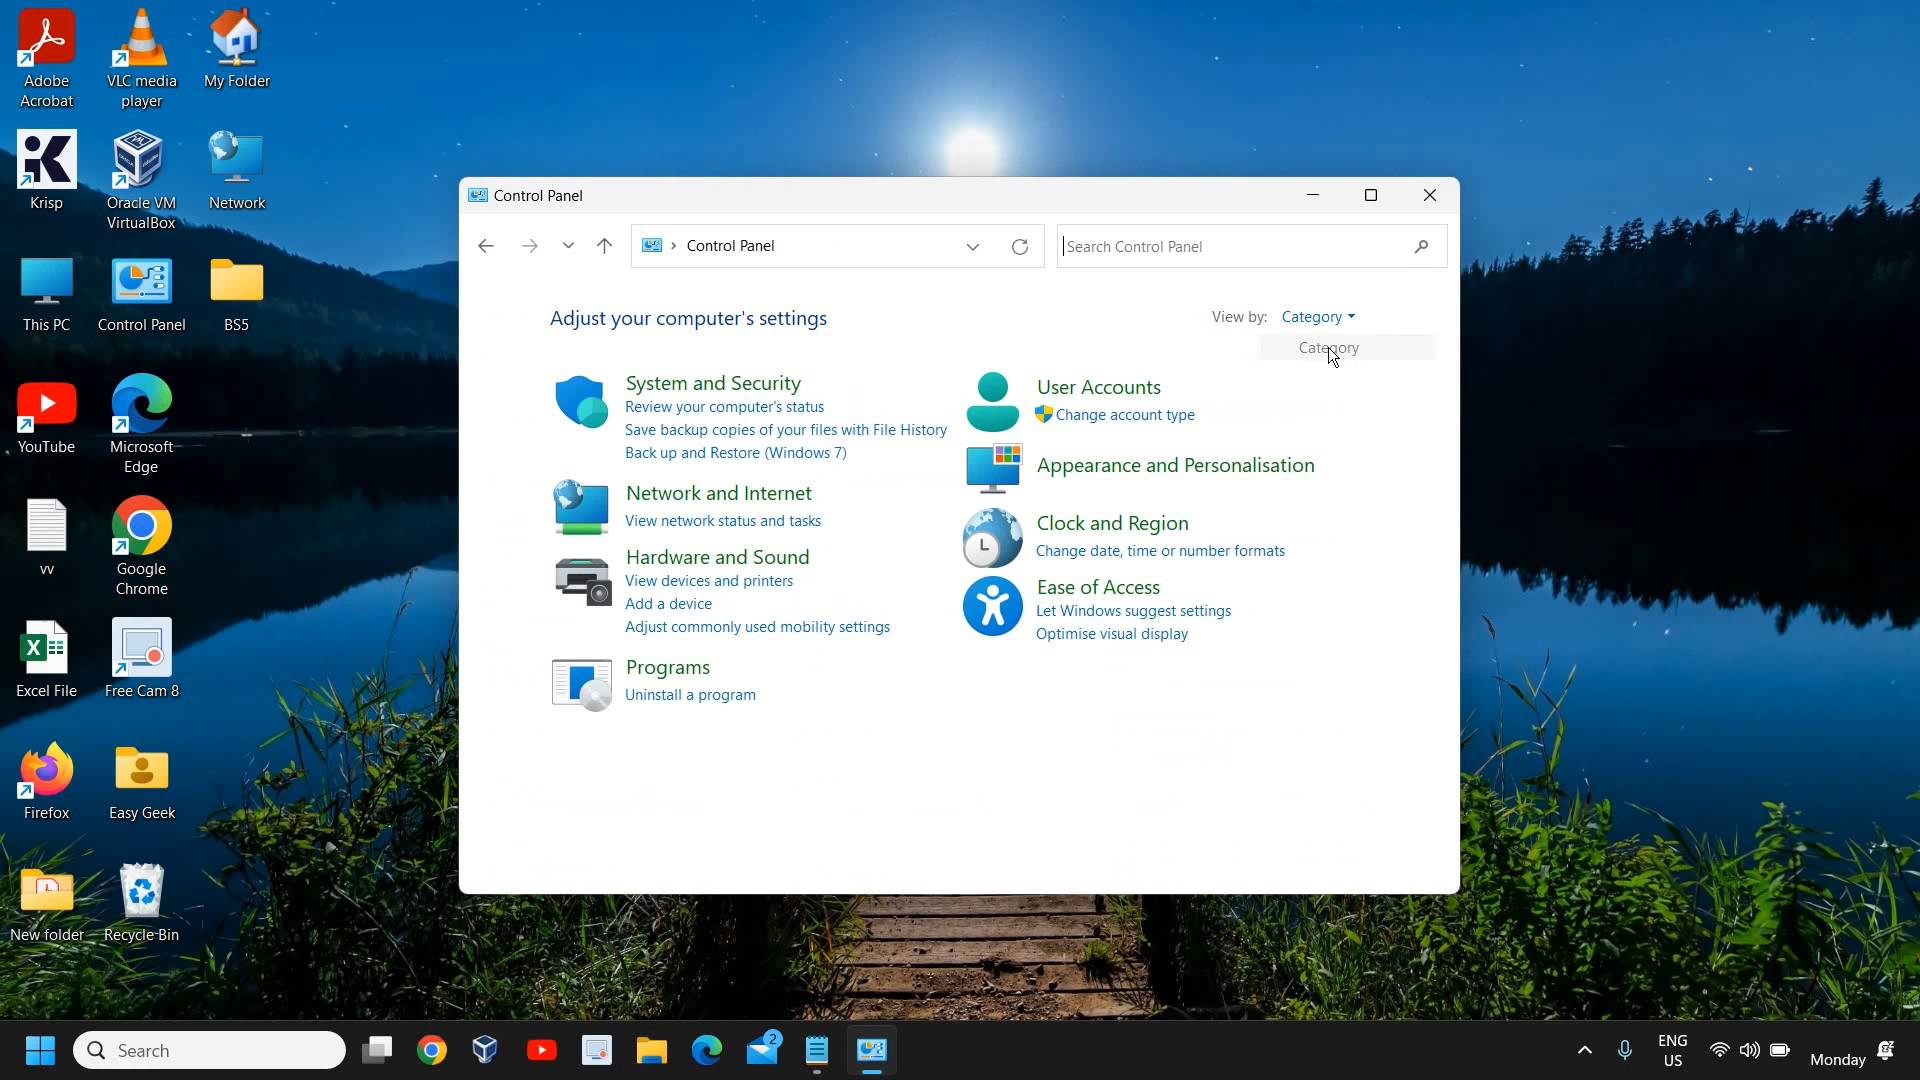 Adobe
Acrobat
VLC media
player
My Folder
Krisp
Oracle VM
VirtualBox
Network
This PC
Control Panel
BS5
YouTube
Microsoft
Edge
vv
Google
Chrome
Excel File
Free Cam 8
Firefox
Easy Geek
New folder
Recycle Bin
Control Panel
Control Panel
Search Control Panel
Adjust your computer's settings
View by: Category
Category
System and Security
Review your computer's status
Save backup copies of your files with File History
Back up and Restore (Windows 7)
Network and Internet
View network status and tasks
Hardware and Sound
View devices and printers
Add a device
Adjust commonly used mobility settings
Programs
Uninstall a program
User Accounts
Change account type
Appearance and Personalisation
Clock and Region
Change date, time or number formats
Ease of Access
Let Windows suggest settings
Optimise visual display
Search
2
ENG
US
Monday